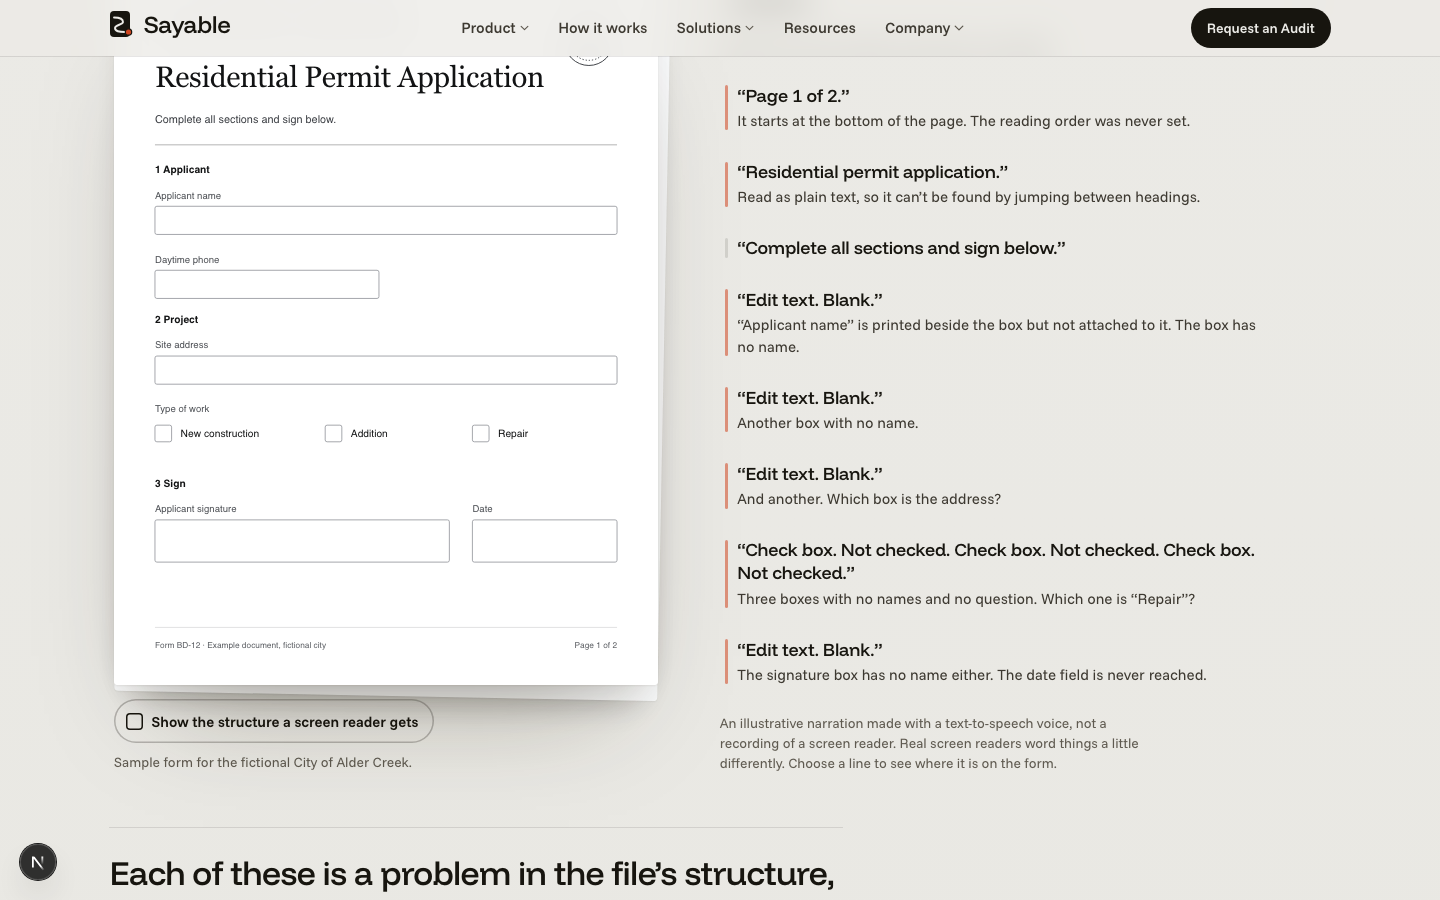 Sayable
Product
How it works
Solutions
Resources
Company
Request an Audit
Residential Permit Application
Complete all sections and sign below.
1 Applicant
Applicant name
Daytime phone
2 Project
Site address
Type of work
New construction
Addition
Repair
3 Sign
Applicant signature
Date
Form BD-12 · Example document, fictional city
Page 1 of 2
Show the structure a screen reader gets
Sample form for the fictional City of Alder Creek.
“Page 1 of 2.”
It starts at the bottom of the page. The reading order was never set.
“Residential permit application.”
Read as plain text, so it can’t be found by jumping between headings.
“Complete all sections and sign below.”
“Edit text. Blank.”
“Applicant name” is printed beside the box but not attached to it. The box has
no name.
“Edit text. Blank.”
Another box with no name.
“Edit text. Blank.”
And another. Which box is the address?
“Check box. Not checked. Check box. Not checked. Check box.
Not checked.”
Three boxes with no names and no question. Which one is “Repair”?
“Edit text. Blank.”
The signature box has no name either. The date field is never reached.
An illustrative narration made with a text-to-speech voice, not a
recording of a screen reader. Real screen readers word things a little
differently. Choose a line to see where it is on the form.
Each of these is a problem in the file’s structure,
N